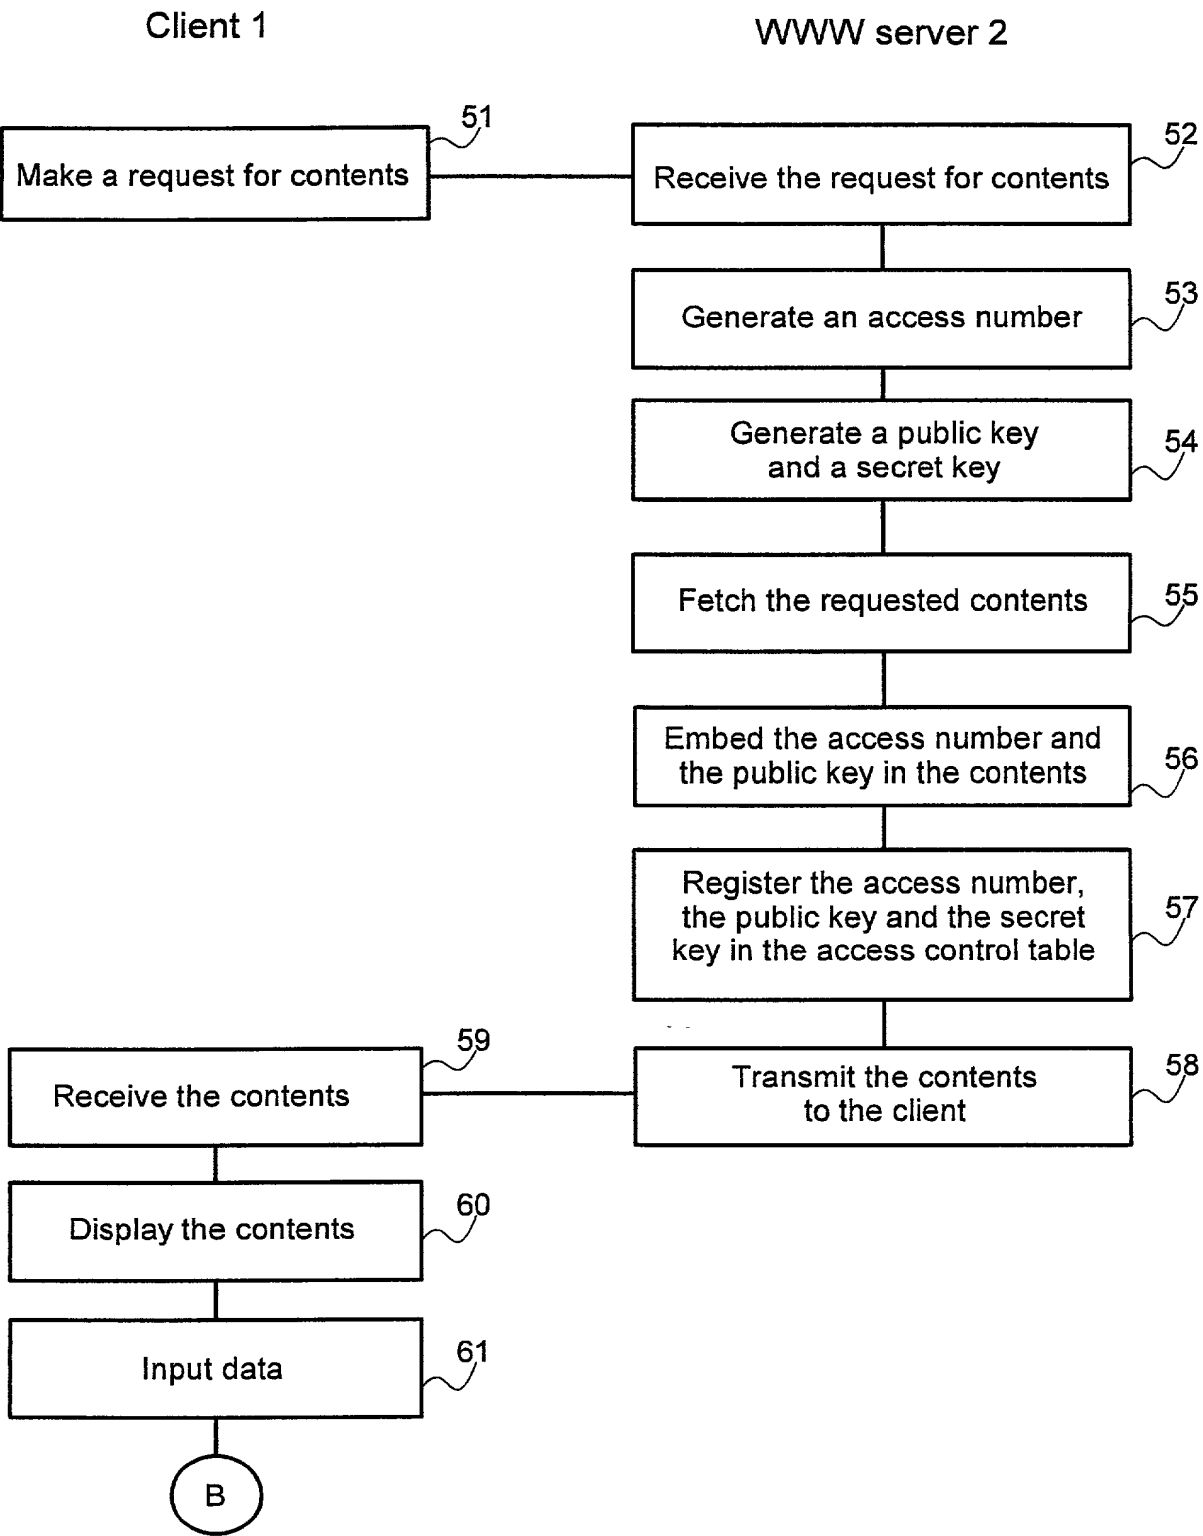 Client 1
WWW server 2
51
Make a request for contents
52
Receive the request for contents
53
Generate an access number
54
Generate a public key
and a secret key
55
Fetch the requested contents
56
Embed the access number and
the public key in the contents
57
Register the access number,
the public key and the secret
key in the access control table
58
Transmit the contents
to the client
59
Receive the contents
60
Display the contents
61
Input data
B